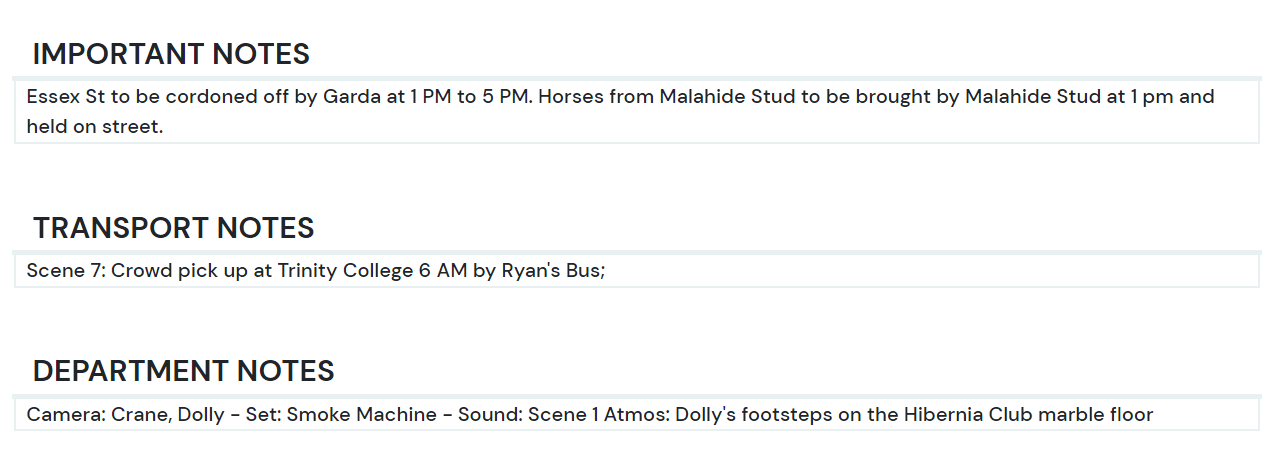 IMPORTANT NOTES
Essex St to be cordoned off by Garda at 1 PM to 5 PM. Horses from Malahide Stud to be brought by Malahide Stud at 1 pm and
held on street.
TRANSPORT NOTES
Scene 7: Crowd pick up at Trinity College 6 AM by Ryan's Bus;
DEPARTMENT NOTES
Camera: Crane, Dolly - Set: Smoke Machine - Sound: Scene 1 Atmos: Dolly's footsteps on the Hibernia Club marble floor